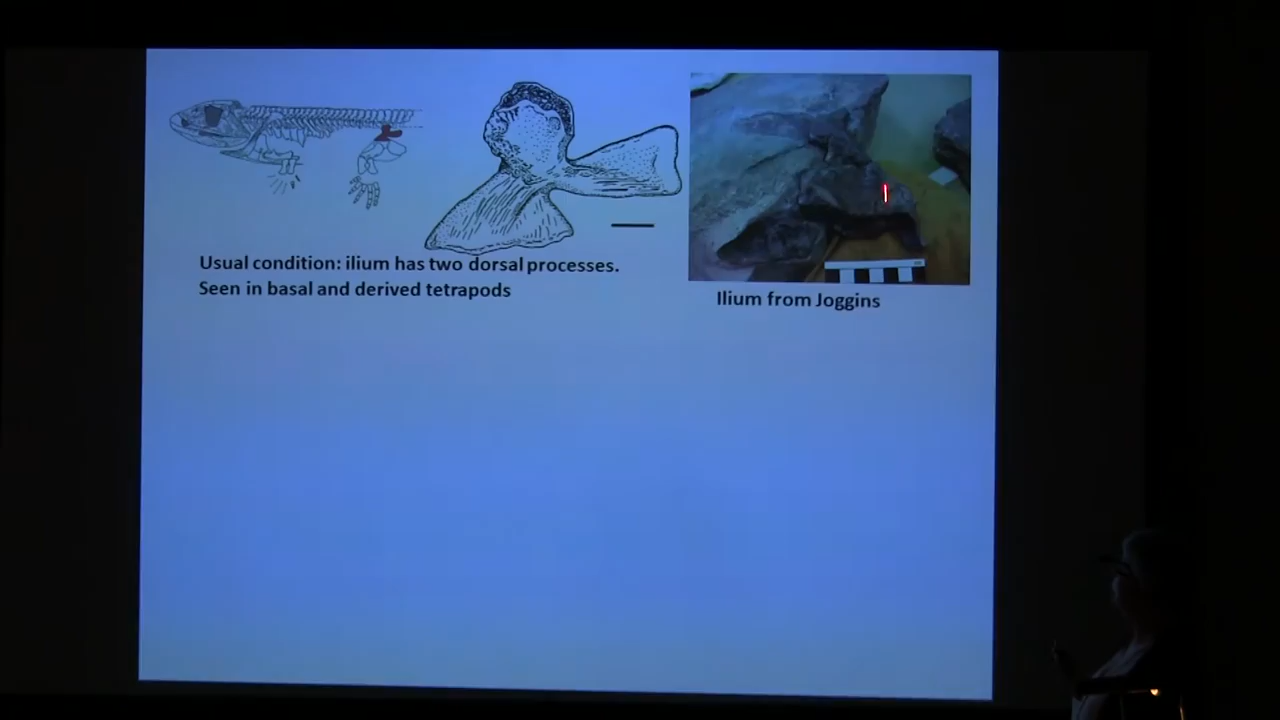 Usual condition: ilium has two dorsal processes.
Seen in basal and derived tetrapods
Ilium from Joggins